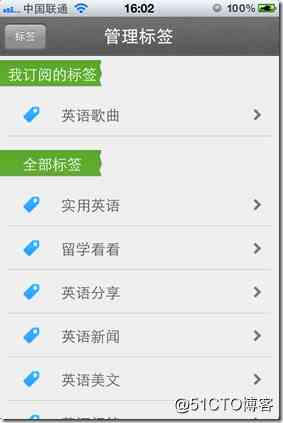 中国联通 16:02 100%
标签 管理标签
我订阅的标签
英语歌曲
全部标签
实用英语
留学看看
英语分享
英语新闻
英语美文
@51CTO博客